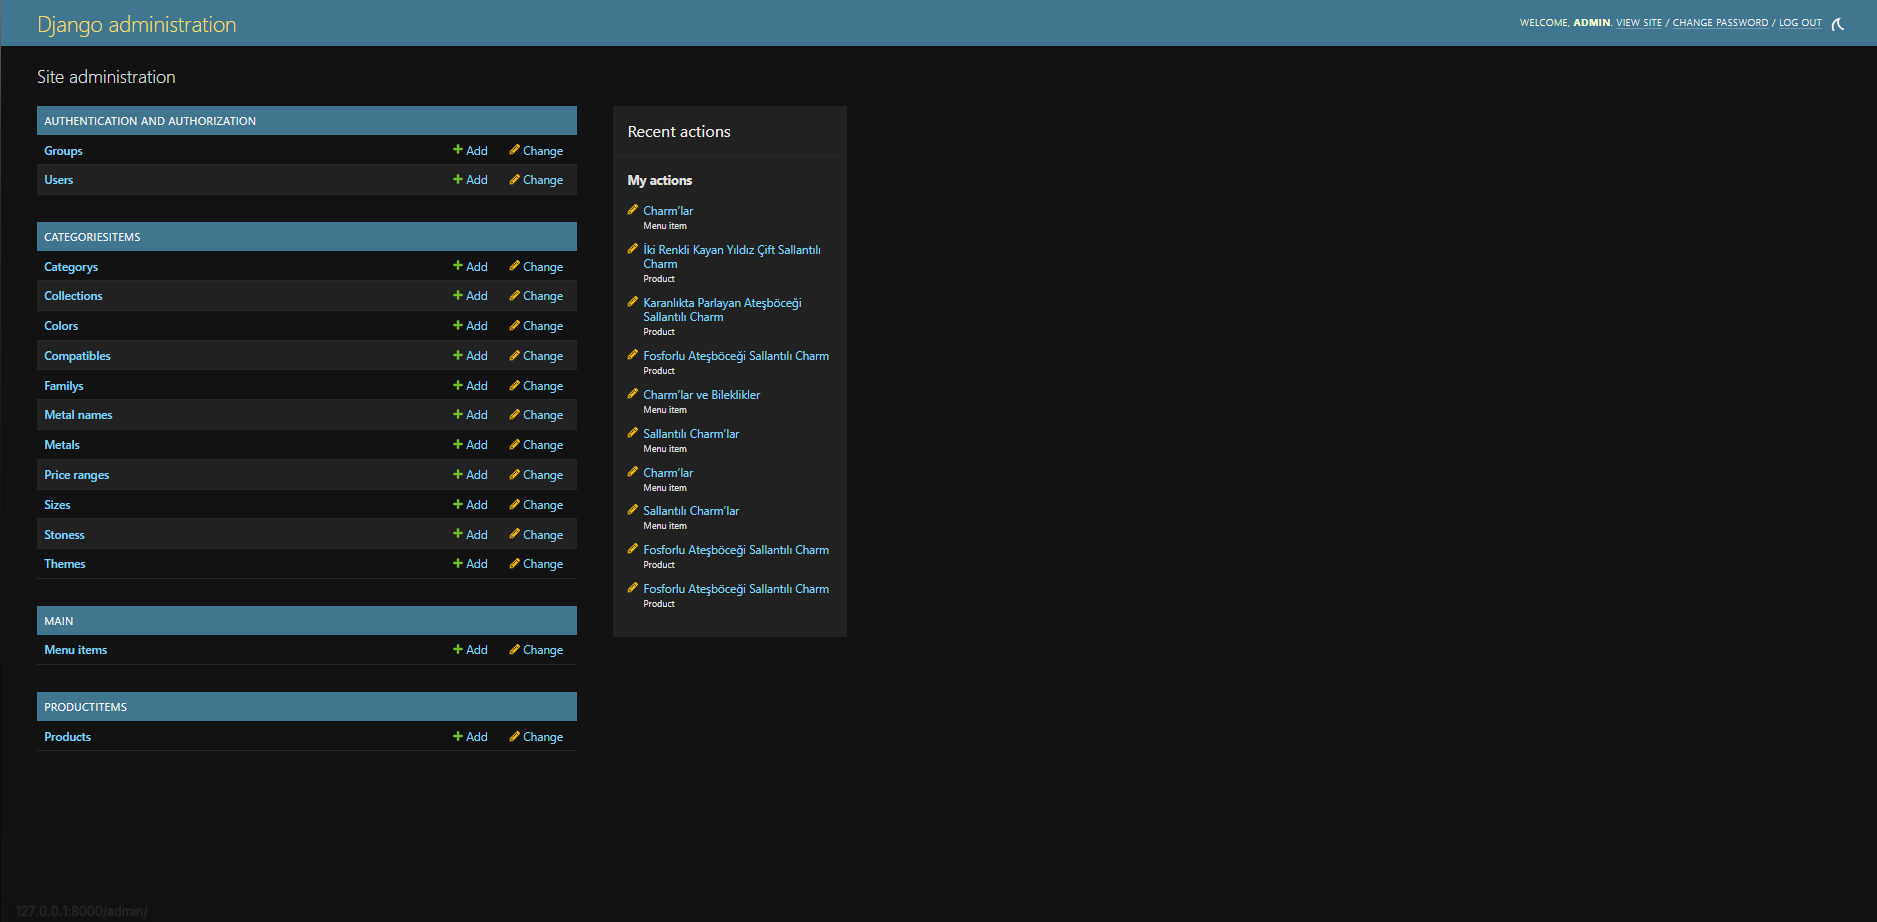 Django administration
WELCOME, ADMIN. VIEW SITE / CHANGE PASSWORD / LOG OUT
Site administration
AUTHENTICATION AND AUTHORIZATION
Groups Add Change
Users Add Change
CATEGORIESITEMS
Categorys Add Change
Collections Add Change
Colors Add Change
Compatibles Add Change
Familys Add Change
Metal names Add Change
Metals Add Change
Price ranges Add Change
Sizes Add Change
Stoness Add Change
Themes Add Change
MAIN
Menu items Add Change
PRODUCTITEMS
Products Add Change
Recent actions
My actions
Charm'lar
Menu item
İki Renkli Kayan Yıldız Çift Sallantılı
Charm
Product
Karanlıkta Parlayan Ateşböceği
Sallantılı Charm
Product
Fosforlu Ateşböceği Sallantılı Charm
Product
Charm'lar ve Bileklikler
Menu item
Sallantılı Charm'lar
Menu item
Charm'lar
Menu item
Sallantılı Charm'lar
Menu item
Fosforlu Ateşböceği Sallantılı Charm
Product
Fosforlu Ateşböceği Sallantılı Charm
Product
127.0.0.1:8000/admin/